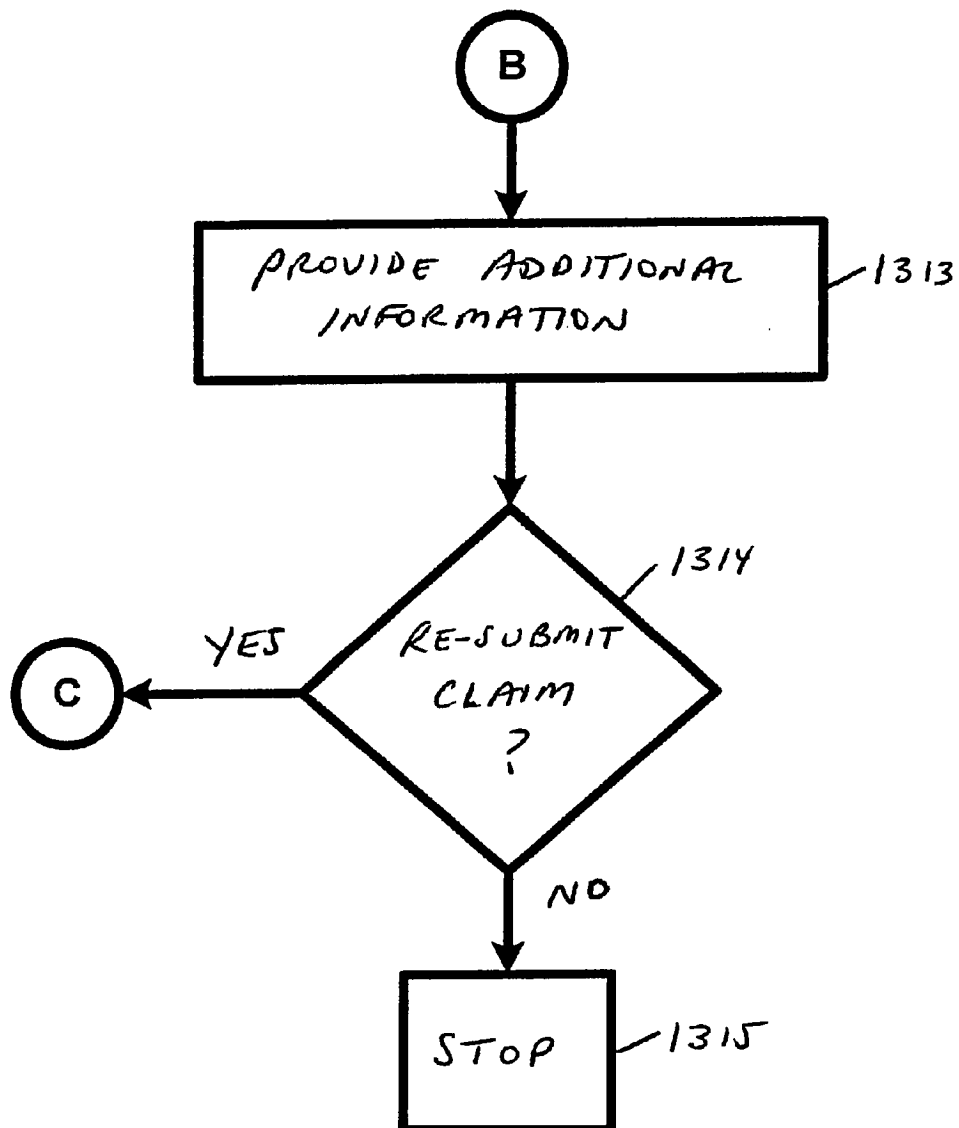 B
PROVIDE ADDITIONAL
INFORMATION
1313
1314
RE-SUBMIT
CLAIM
?
YES
C
NO
STOP
1315